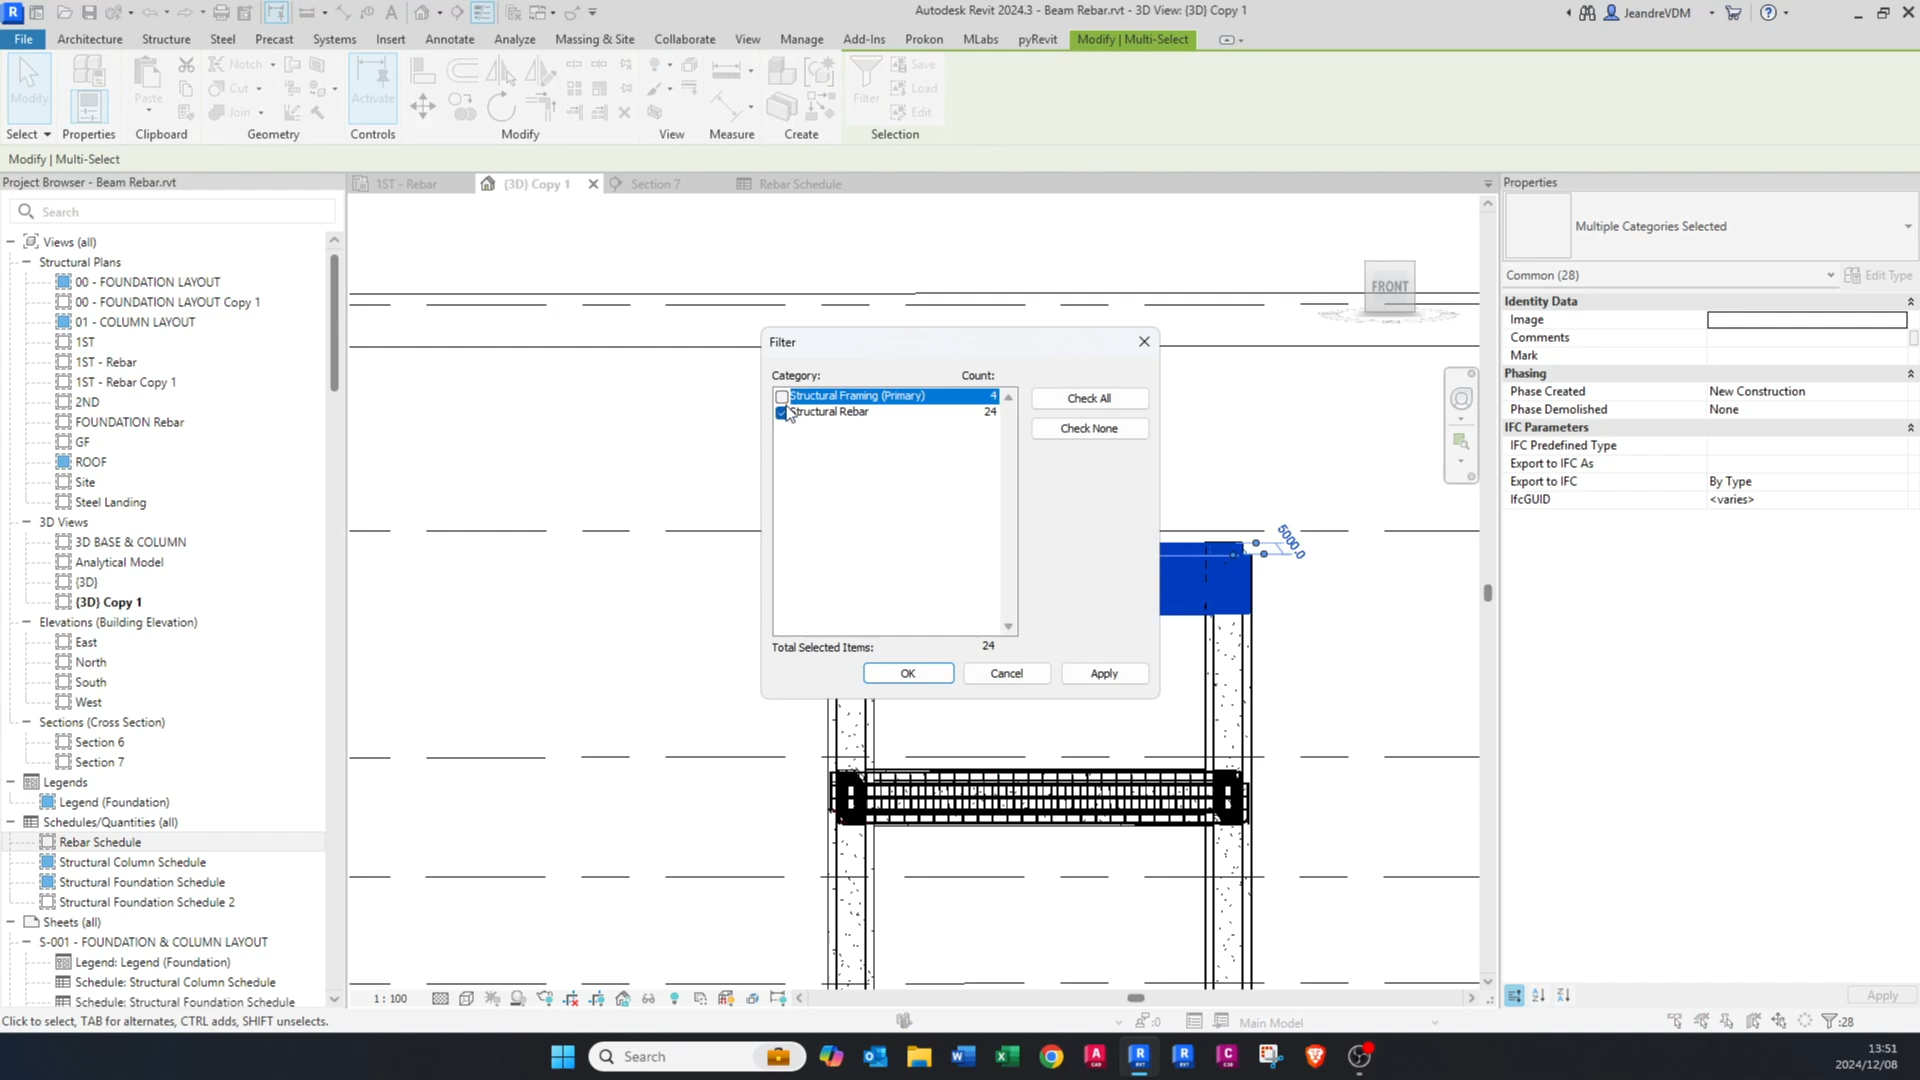 Autodesk Revit 2024.3 - Beam Rebar.rvt - 3D View: {3D} Copy 1
JeandreVDM
File Architecture Structure Steel Precast Systems Insert Annotate Analyze Massing & Site Collaborate View Manage Add-Ins Prokon MLabs pyRevit Modify | Multi-Select
Modify
Paste
Notch
Cut
Join
Activate
Filter
Save
Load
Edit
Select Properties Clipboard Geometry Controls Modify View Measure Create Selection
Modify | Multi-Select
Project Browser - Beam Rebar.rvt
1ST - Rebar
{3D} Copy 1
Section 7
Rebar Schedule
Search
Views (all)
Structural Plans
00 - FOUNDATION LAYOUT
00 - FOUNDATION LAYOUT Copy 1
01 - COLUMN LAYOUT
1ST
1ST - Rebar
1ST - Rebar Copy 1
2ND
FOUNDATION Rebar
GF
ROOF
Site
Steel Landing
3D Views
3D BASE & COLUMN
Analytical Model
{3D}
{3D} Copy 1
Elevations (Building Elevation)
East
North
South
West
Sections (Cross Section)
Section 6
Section 7
Legends
Legend (Foundation)
Schedules/Quantities (all)
Rebar Schedule
Structural Column Schedule
Structural Foundation Schedule
Structural Foundation Schedule 2
Sheets (all)
S-001 - FOUNDATION & COLUMN LAYOUT
Legend: Legend (Foundation)
Schedule: Structural Column Schedule
Schedule: Structural Foundation Schedule
FRONT
5000.0
Filter
Category: Count:
Structural Framing (Primary) 4
Structural Rebar 24
Check All
Check None
Total Selected Items: 24
OK Cancel Apply
Properties
Multiple Categories Selected
Common (28) Edit Type
Identity Data
Image
Comments
Mark
Phasing
Phase Created New Construction
Phase Demolished None
IFC Parameters
IFC Predefined Type
Export to IFC As
Export to IFC By Type
IfcGUID <varies>
Apply
1 : 100
Click to select, TAB for alternates, CTRL adds, SHIFT unselects.
:0
Main Model
:28
Search
13:51
2024/12/08